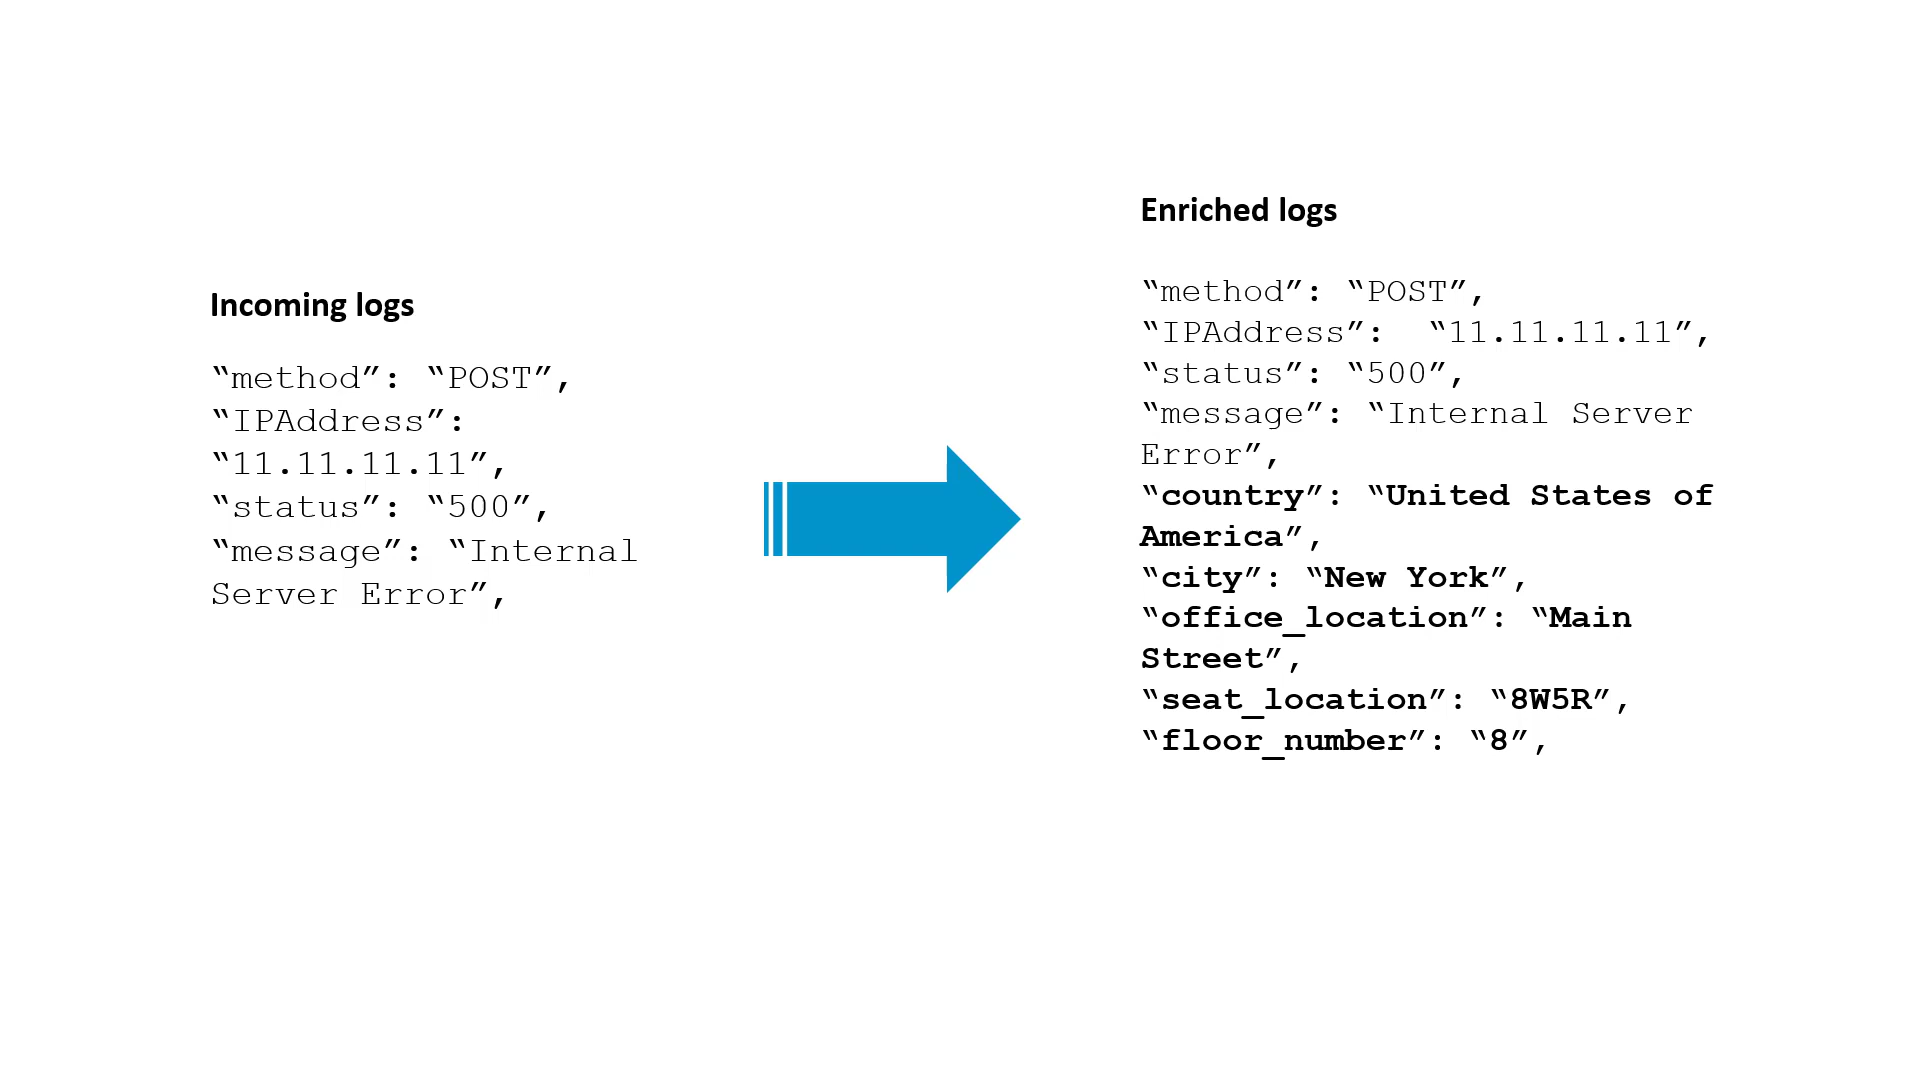 Incoming logs
“method”: “POST”,
“IPAddress”:
“11.11.11.11”,
“status”: “500”,
“message”: “Internal
Server Error”,
Enriched logs
“method”: “POST”,
“IPAddress”:  “11.11.11.11”,
“status”: “500”,
“message”: “Internal Server
Error”,
“country”: “United States of
America”,
“city”: “New York”,
“office_location”: “Main
Street”,
“seat_location”: “8W5R”,
“floor_number”: “8”,